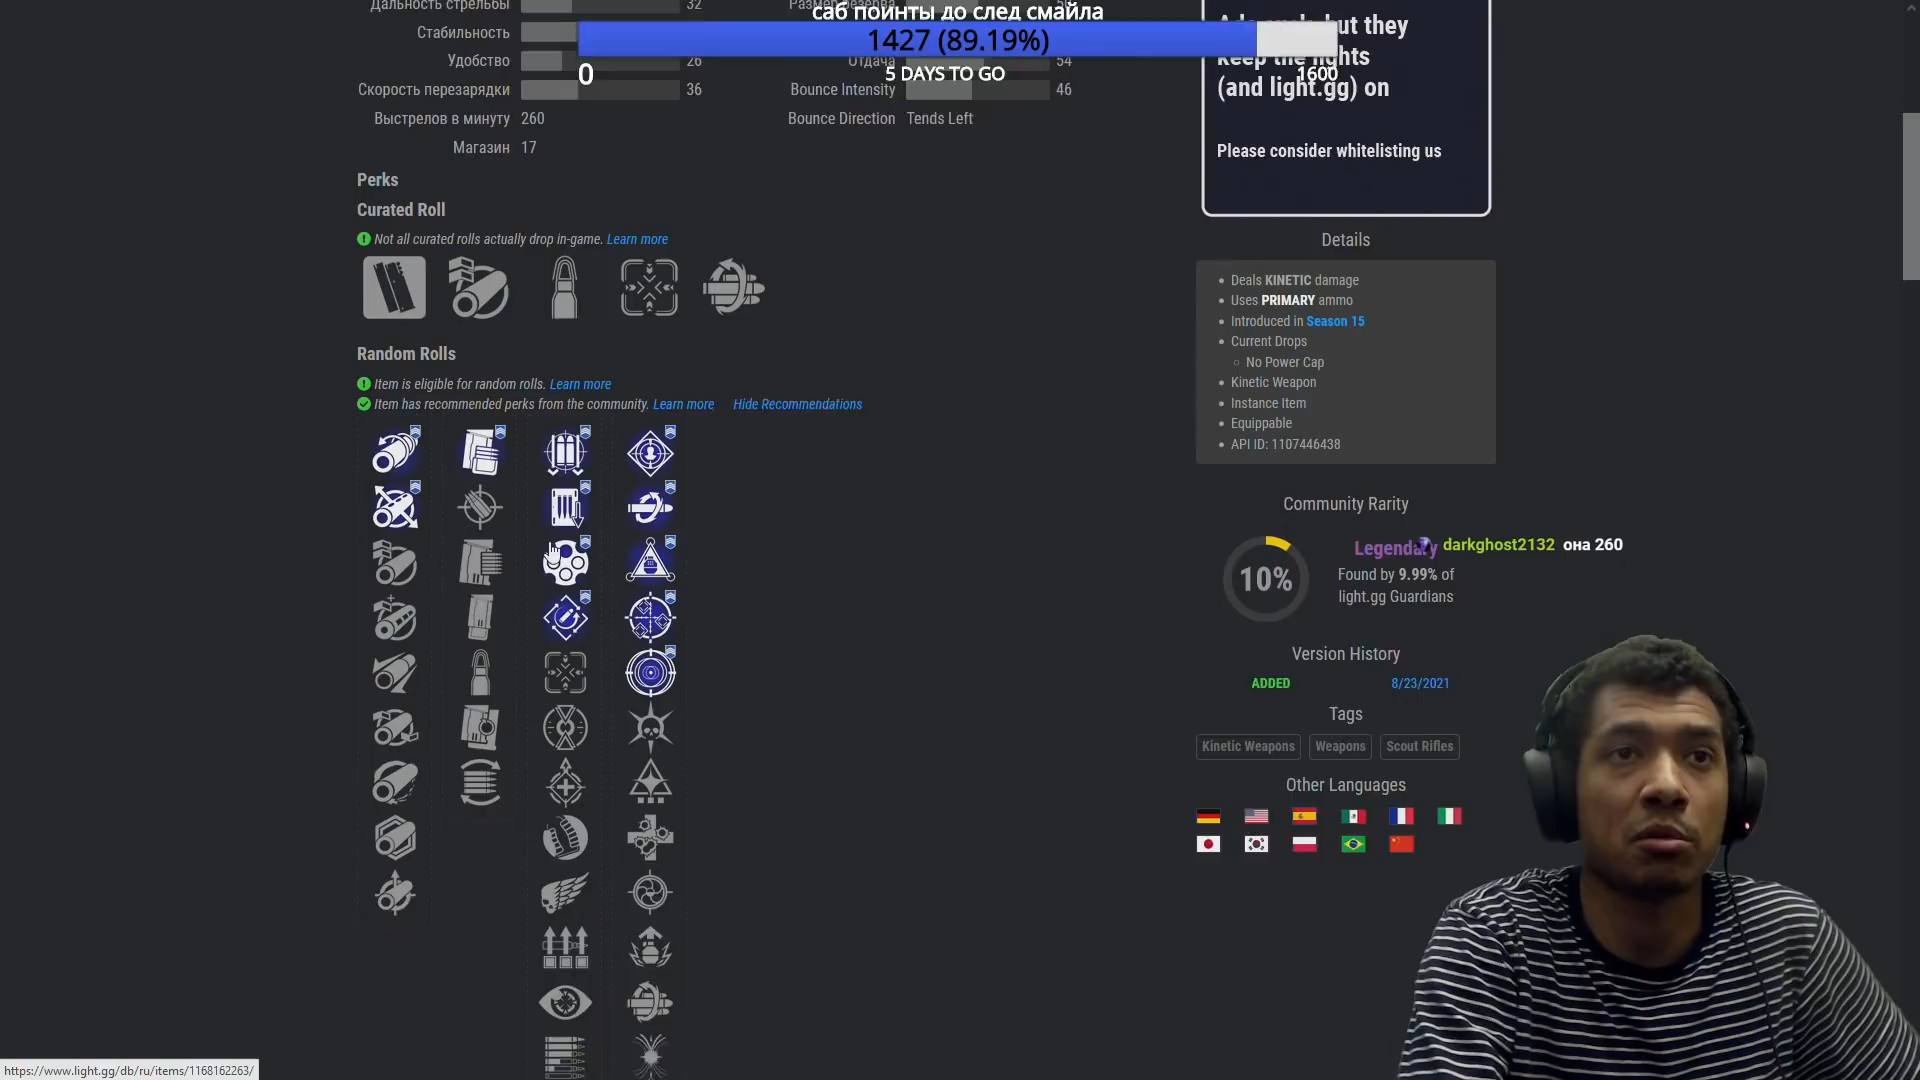 Дальность стрельбы 32
саб поинты до след смайла
Стабильность
1427 (89.19%)
Удобство 26
Отдача 54
0
5 DAYS TO GO
1600
Скорость перезарядки 36
Bounce Intensity 46
Выстрелов в минуту 260
Bounce Direction Tends Left
Магазин 17
but they
keep the lights
(and light.gg) on
Please consider whitelisting us
Perks
Curated Roll
Not all curated rolls actually drop in-game. Learn more
Random Rolls
Item is eligible for random rolls. Learn more
Item has recommended perks from the community. Learn more Hide Recommendations
Details
Deals KINETIC damage
Uses PRIMARY ammo
Introduced in Season 15
Current Drops
No Power Cap
Kinetic Weapon
Instance Item
Equippable
API ID: 1107446438
Community Rarity
10%
Legendary
darkghost2132 она 260
Found by 9.99% of
light.gg Guardians
Version History
ADDED 8/23/2021
Tags
Kinetic Weapons Weapons Scout Rifles
Other Languages
https://www.light.gg/db/ru/items/1168162263/